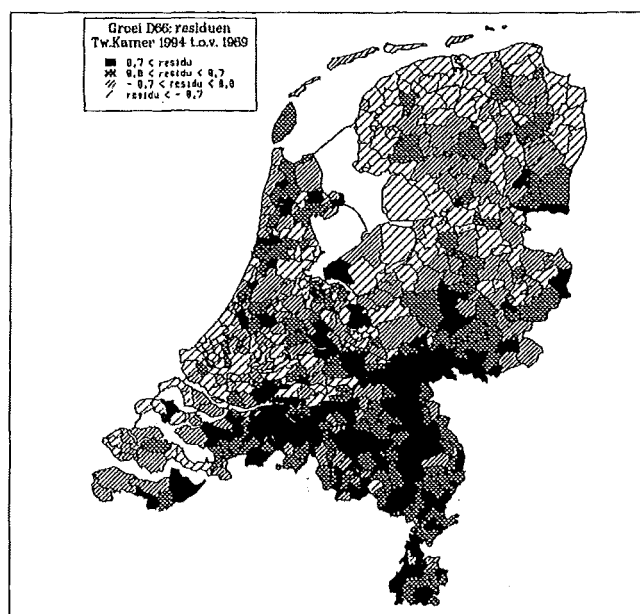 Groei D66: residuen
Tw.Kamer 1994 t.o.v. 1989
0,7 < residu
0,0 < residu < 0,7
- 0,7 < residu < 0,0
residu < - 0,7